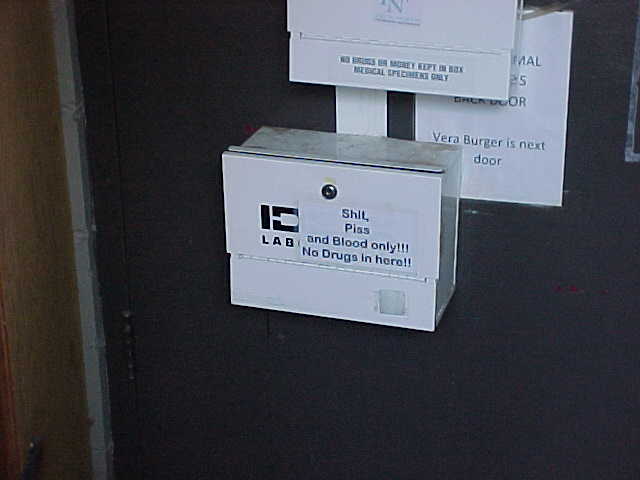 NO DRUGS OR MONEY KEPT IN BOX
MEDICAL SPECIMENS ONLY
MAL
BACK DOOR
Vera Burger is next
door
LAB
Shit,
Piss
and Blood only!!!
No Drugs in here!!